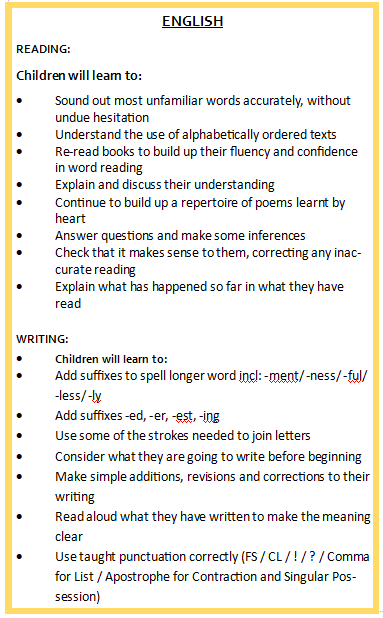 ENGLISH
READING:
Children will learn to:
• Sound out most unfamiliar words accurately, without
undue hesitation
• Understand the use of alphabetically ordered texts
• Re-read books to build up their fluency and confidence
in word reading
• Explain and discuss their understanding
• Continue to build up a repertoire of poems learnt by
heart
• Answer questions and make some inferences
• Check that it makes sense to them, correcting any inac-
curate reading
• Explain what has happened so far in what they have
read
WRITING:
• Children will learn to:
• Add suffixes to spell longer word incl: -ment/ -ness/ -ful/
-less/ -ly
• Add suffixes -ed, -er, -est, -ing
• Use some of the strokes needed to join letters
• Consider what they are going to write before beginning
• Make simple additions, revisions and corrections to their
writing
• Read aloud what they have written to make the meaning
clear
• Use taught punctuation correctly (FS / CL / ! / ? / Comma
for List / Apostrophe for Contraction and Singular Pos-
session)